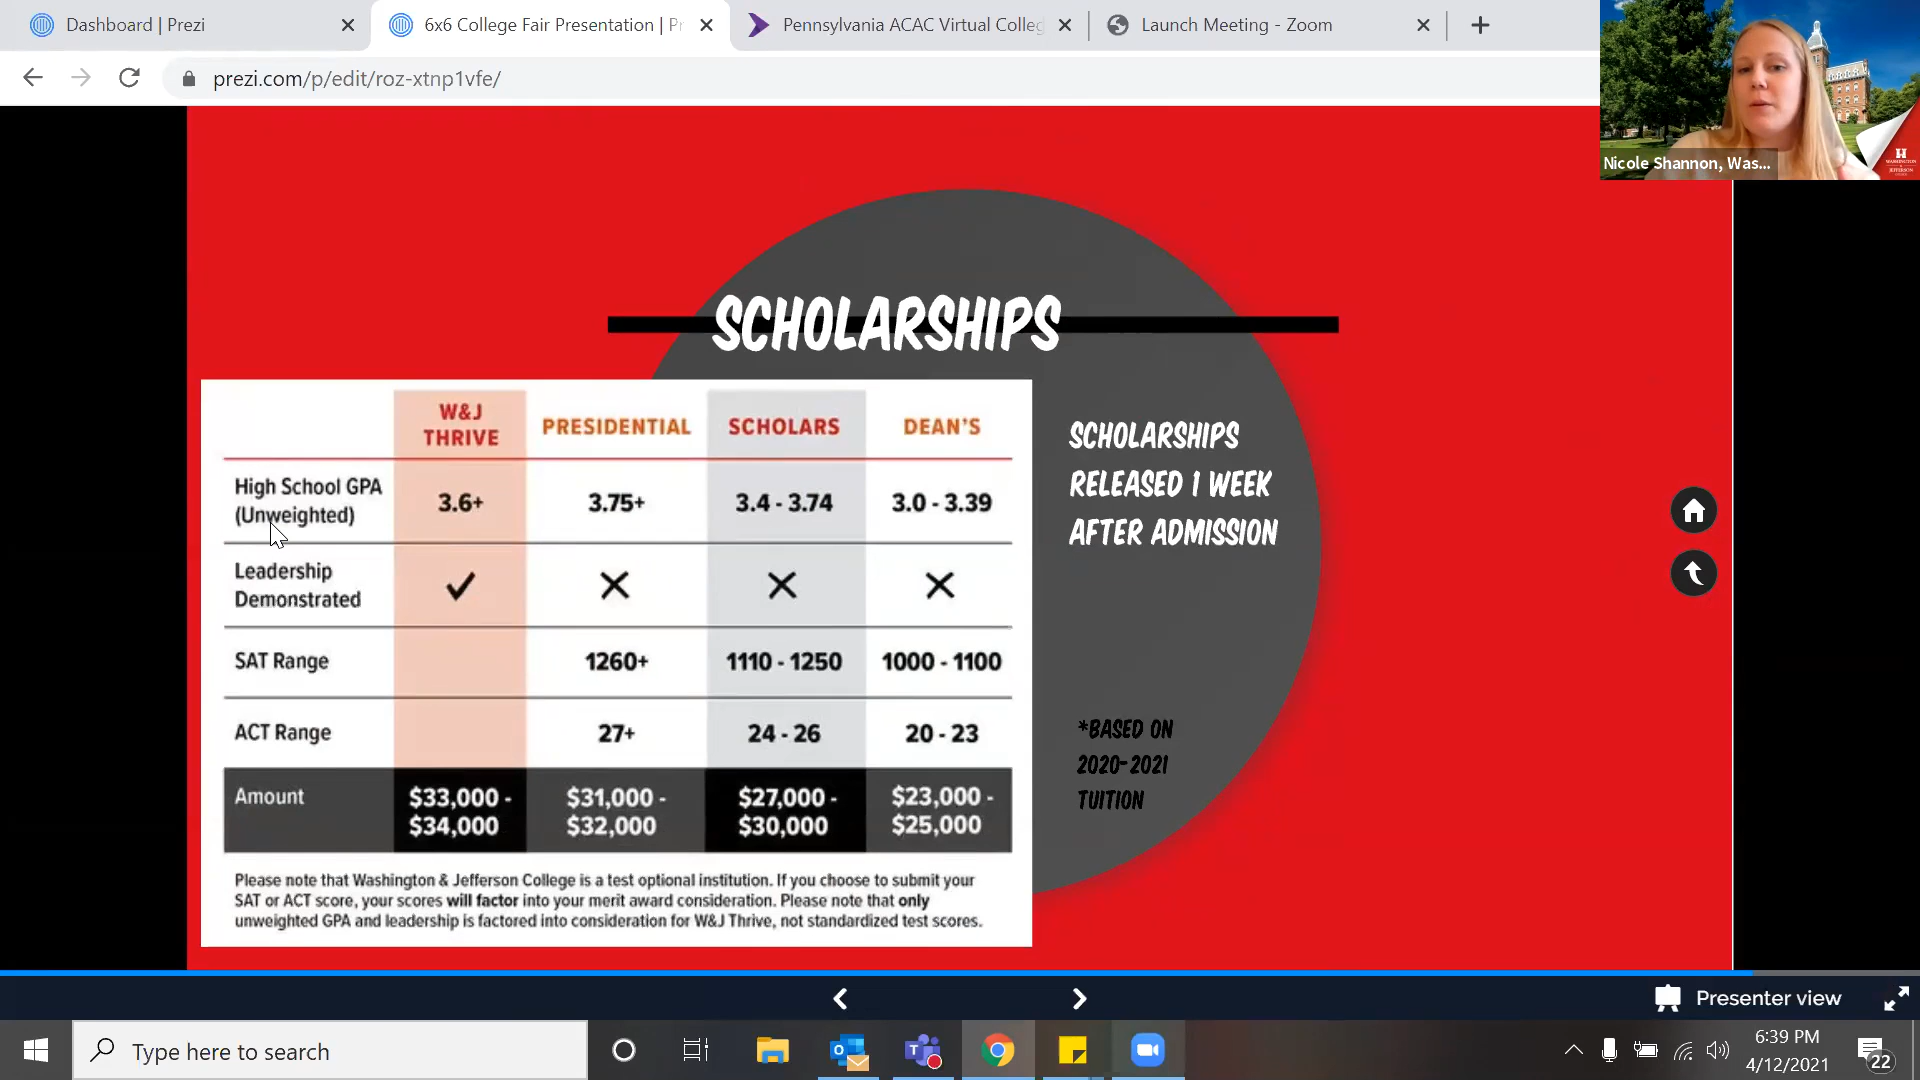 Dashboard | Prezi
6x6 College Fair Presentation | Pr
Pennsylvania ACAC Virtual Colleg
Launch Meeting - Zoom
prezi.com/p/edit/roz-xtnp1vfe/
Nicole Shannon, Was...
WASHINGTON
JEFFERSON
SCHOLARSHIPS
W&J THRIVE PRESIDENTIAL SCHOLARS DEAN'S
High School GPA (Unweighted) 3.6+ 3.75+ 3.4 - 3.74 3.0 - 3.39
Leadership Demonstrated ✓ ✕ ✕ ✕
SAT Range 1260+ 1110 - 1250 1000 - 1100
ACT Range 27+ 24 - 26 20 - 23
Amount $33,000 - $34,000 $31,000 - $32,000 $27,000 - $30,000 $23,000 - $25,000
Please note that Washington & Jefferson College is a test optional institution. If you choose to submit your
SAT or ACT score, your scores will factor into your merit award consideration. Please note that only
unweighted GPA and leadership is factored into consideration for W&J Thrive, not standardized test scores.
SCHOLARSHIPS
RELEASED 1 WEEK
AFTER ADMISSION
*BASED ON
2020-2021
TUITION
Presenter view
Type here to search
6:39 PM
4/12/2021
22